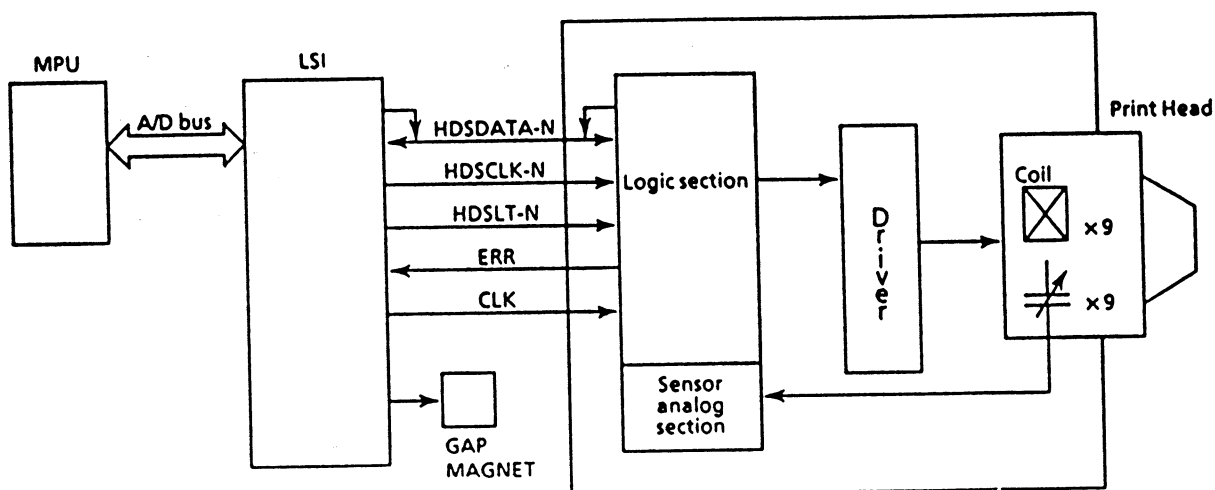 MPU
LSI
A/D bus
HDSDATA-N
HDSCLK-N
HDSLT-N
ERR
CLK
GAP
MAGNET
Logic section
Sensor
analog
section
Driver
Print Head
Coil
×9
×9